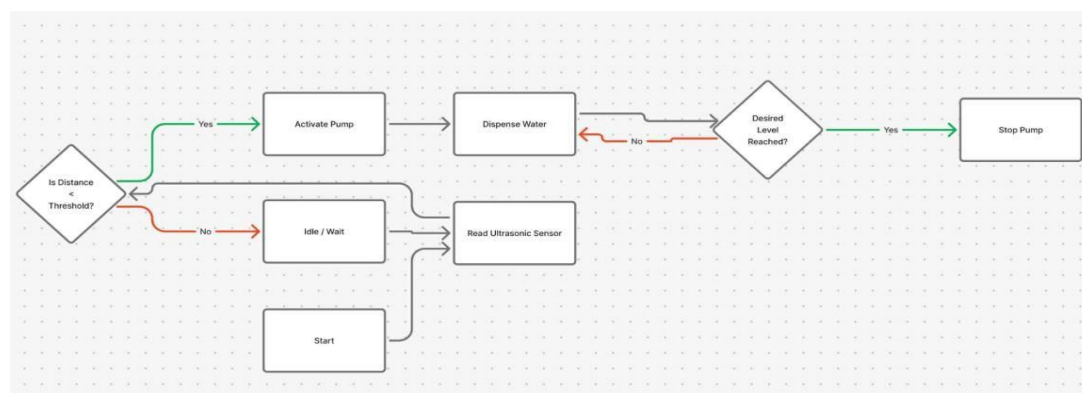 Yes
Activate Pump
Dispense Water
Desired
Level
Reached?
No
Yes
Stop Pump
Is Distance
<
Threshold?
No
Idle / Wait
Read Ultrasonic Sensor
Start